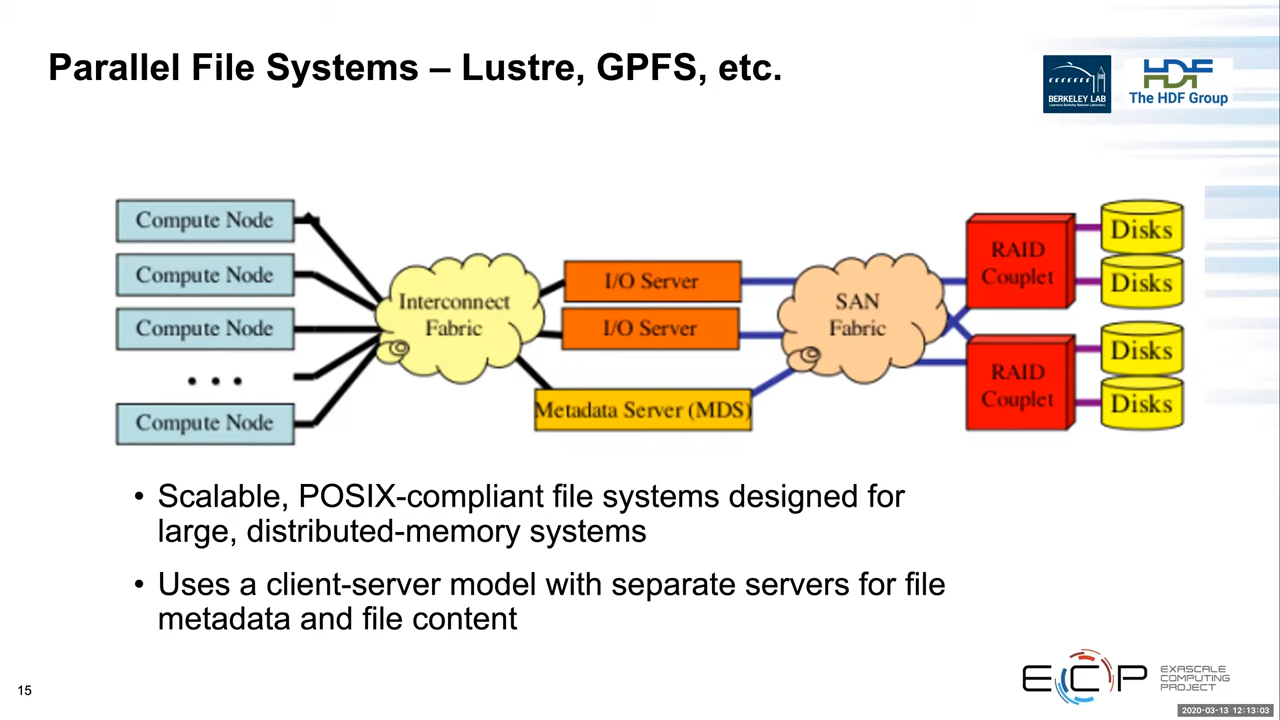 Parallel File Systems – Lustre, GPFS, etc.
BERKELEY LAB
The HDF Group
Compute Node
Compute Node
Compute Node
• • •
Compute Node
Interconnect
Fabric
I/O Server
I/O Server
Metadata Server (MDS)
SAN
Fabric
RAID
Couplet
RAID
Couplet
Disks
Disks
Disks
Disks
• Scalable, POSIX-compliant file systems designed for
large, distributed-memory systems
• Uses a client-server model with separate servers for file
metadata and file content
15
ECP
EXASCALE
COMPUTING
PROJECT
2020-03-13 12:13:03